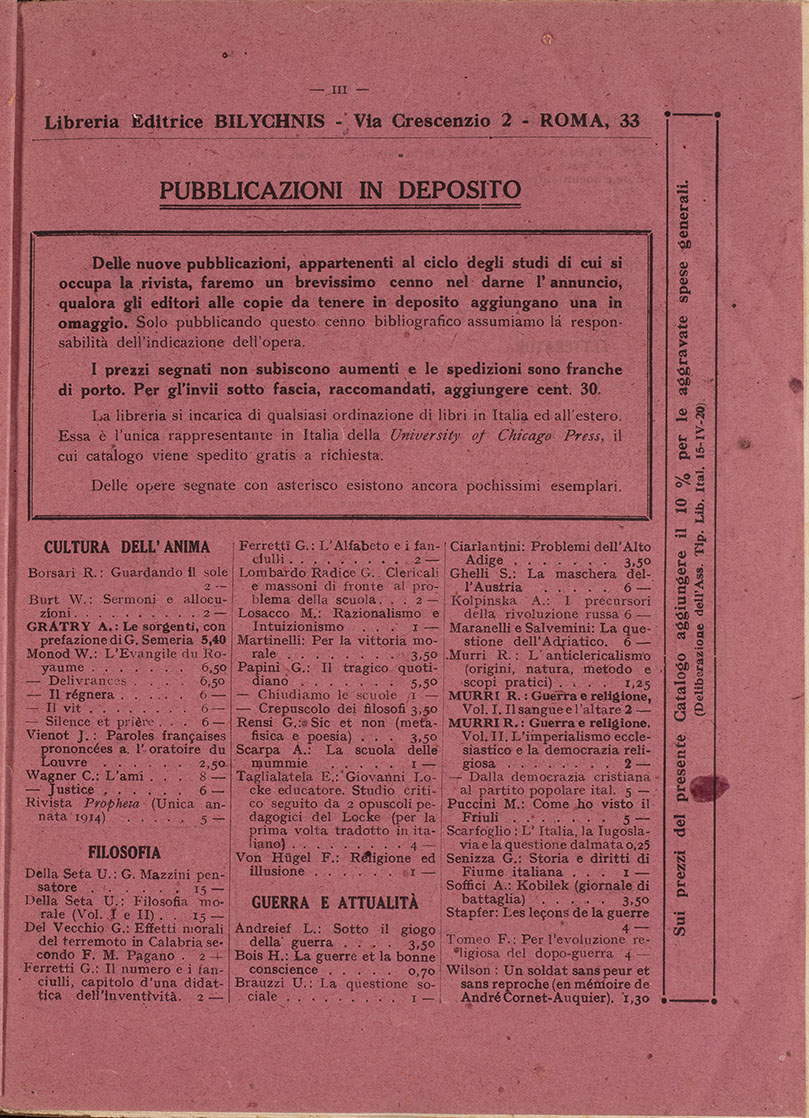 — III —
Libreria Editrice BILYCHNIS - Via Crescenzio 2 - ROMA, 33
PUBBLICAZIONI IN DEPOSITO
Delle nuove pubblicazioni, appartenenti al ciclo degli studi di cui si
occupa la rivista, faremo un brevissimo cenno nel darne l'annuncio,
qualora gli editori alle copie da tenere in deposito aggiungano una in
omaggio. Solo pubblicando questo cenno bibliografico assumiamo la respon-
sabilità dell'indicazione dell'opera.
I prezzi segnati non subiscono aumenti e le spedizioni sono franche
di porto. Per gl'invii sotto fascia, raccomandati, aggiungere cent. 30.
La libreria si incarica di qualsiasi ordinazione di libri in Italia ed all'estero.
Essa è l'unica rappresentante in Italia della University of Chicago Press, il
cui catalogo viene spedito gratis a richiesta.
Delle opere segnate con asterisco esistono ancora pochissimi esemplari.
CULTURA DELL'ANIMA
Borsari R.: Guardando il sole
2 —
Burt W.: Sermoni e allocu-
zioni . . . . . . . . . 2 —
GRATRY A.: Le sorgenti, con
prefazione di G. Semeria 5,40
Monod W.: L'Evangile du Ro-
yaume . . . . . . . 6,50
— Delivrances . . . . . 6,50
— Il régnera . . . . . . 6 —
— Il vit . . . . . . . . 6 —
— Silence et prière . . . 6 —
Vienot J.: Paroles françaises
prononcées a l'oratoire du
Louvre . . . . . . . 2,50
Wagner C.: L'ami . . . 8 —
— Justice . . . . . . . 6 —
Rivista Propheta (Unica an-
nata 1914) . . . . . 5 —
FILOSOFIA
Della Seta U.: G. Mazzini pen-
satore . . . . . . . 15 —
Della Seta U.: Filosofia mo-
rale (Vol. I e II) . . 15 —
Del Vecchio G.: Effetti morali
del terremoto in Calabria se-
condo F. M. Pagano . 2 —
Ferretti G.: Il numero e i fan-
ciulli, capitolo d'una didat-
tica dell'inventività. 2 —
Ferretti G.: L'Alfabeto e i fan-
ciulli . . . . . . . . 2 —
Lombardo Radice G. Clericali
e massoni di fronte al pro-
blema della scuola . . 2 —
Losacco M.: Razionalismo e
Intuizionismo . . . . 1 —
Martinelli: Per la vittoria mo-
rale . . . . . . . . 3,50
Papini G.: Il tragico quoti-
diano . . . . . . . 5,50
— Chiudiamo le scuole 1 —
— Crepuscolo dei filosofi 3,50
Rensi G.: Sic et non (meta-
fisica e poesia) . . . 3,50
Scarpa A.: La scuola delle
mummie . . . . . . 1 —
Taglialatela E.: Giovanni Lo-
cke educatore. Studio criti-
co seguito da 2 opuscoli pe-
dagogici del Locke (per la
prima volta tradotto in ita-
liano) . . . . . . . . 4 —
Von Hügel F.: Religione ed
illusione . . . . . . 1 —
GUERRA E ATTUALITÀ
Andreief L.: Sotto il giogo
della guerra . . . . 3,50
Bois H.: La guerre et la bonne
conscience . . . . . 0,70
Brauzzi U.: La questione so-
ciale . . . . . . . . 1 —
Ciarlantini: Problemi dell'Alto
Adige . . . . . . . 3,50
Ghelli S.: La maschera del-
l'Austria . . . . . . 6 —
Kolpinska A.: I precursori
della rivoluzione russa 6 —
Maranelli e Salvemini: La que-
stione dell'Adriatico. 6 —
Murri R.: L'anticlericalismo
(origini, natura, metodo e
scopi pratici) . . . . 1,25
MURRI R.: Guerra e religione,
Vol. I. Il sangue e l'altare 2 —
MURRI R.: Guerra e religione.
Vol. II. L'imperialismo eccle-
siastico e la democrazia reli-
giosa . . . . . . . . 2 —
— Dalla democrazia cristiana
al partito popolare ital. 5 —
Puccini M.: Come ho visto il
Friuli . . . . . . . . 5 —
Scarfoglio: L'Italia, la Iugosla-
via e la questione dalmata 0,25
Senizza G.: Storia e diritti di
Fiume italiana . . . 1 —
Soffici A.: Kobilek (giornale di
battaglia) . . . . . 3,50
Stapfer: Les leçons de la guerre
4 —
Tomeo F.: Per l'evoluzione re-
ligiosa del dopo-guerra 4 —
Wilson: Un soldat sans peur et
sans reproche (en mémoire de
André Cornet-Auquier). 1,30
Sui prezzi del presente Catalogo aggiungere il 10 % per le aggravate spese generali.
(Deliberazione dell'Ass. Tip. Lib. Ital. 15-IV-20).